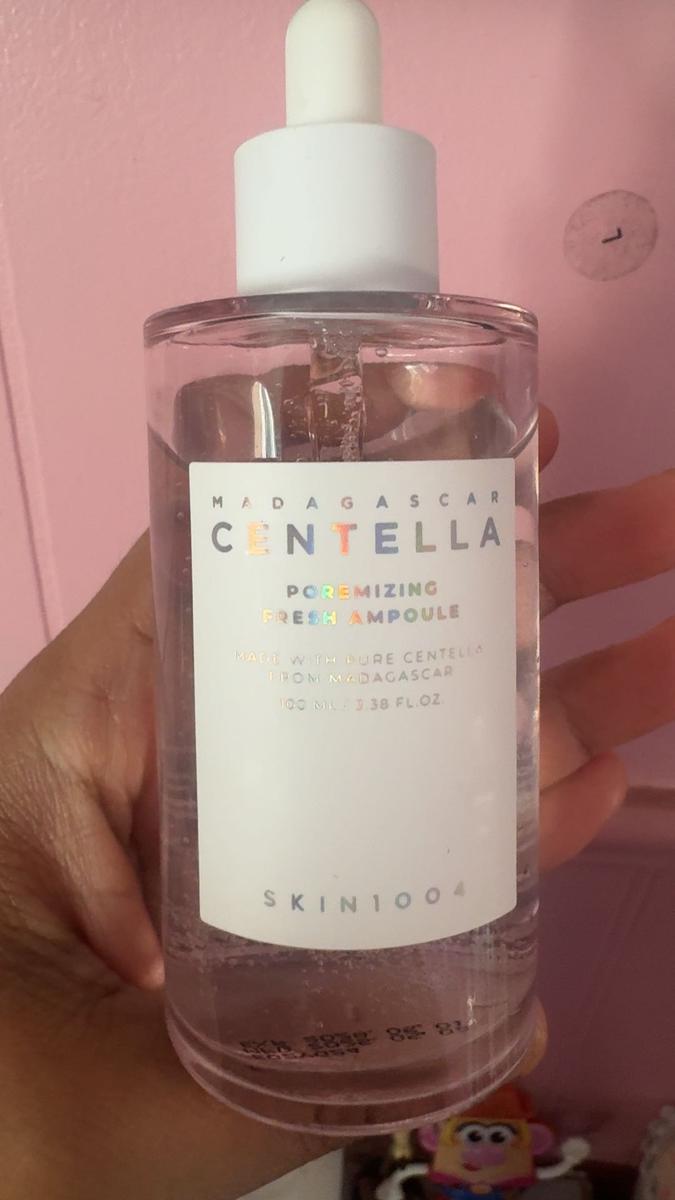 MADAGASCAR
CENTELLA
POREMIZING
FRESH AMPOULE
MADE WITH PURE CENTELLA
FROM MADAGASCAR
100 ML / 3.38 FL.OZ.
SKIN1004